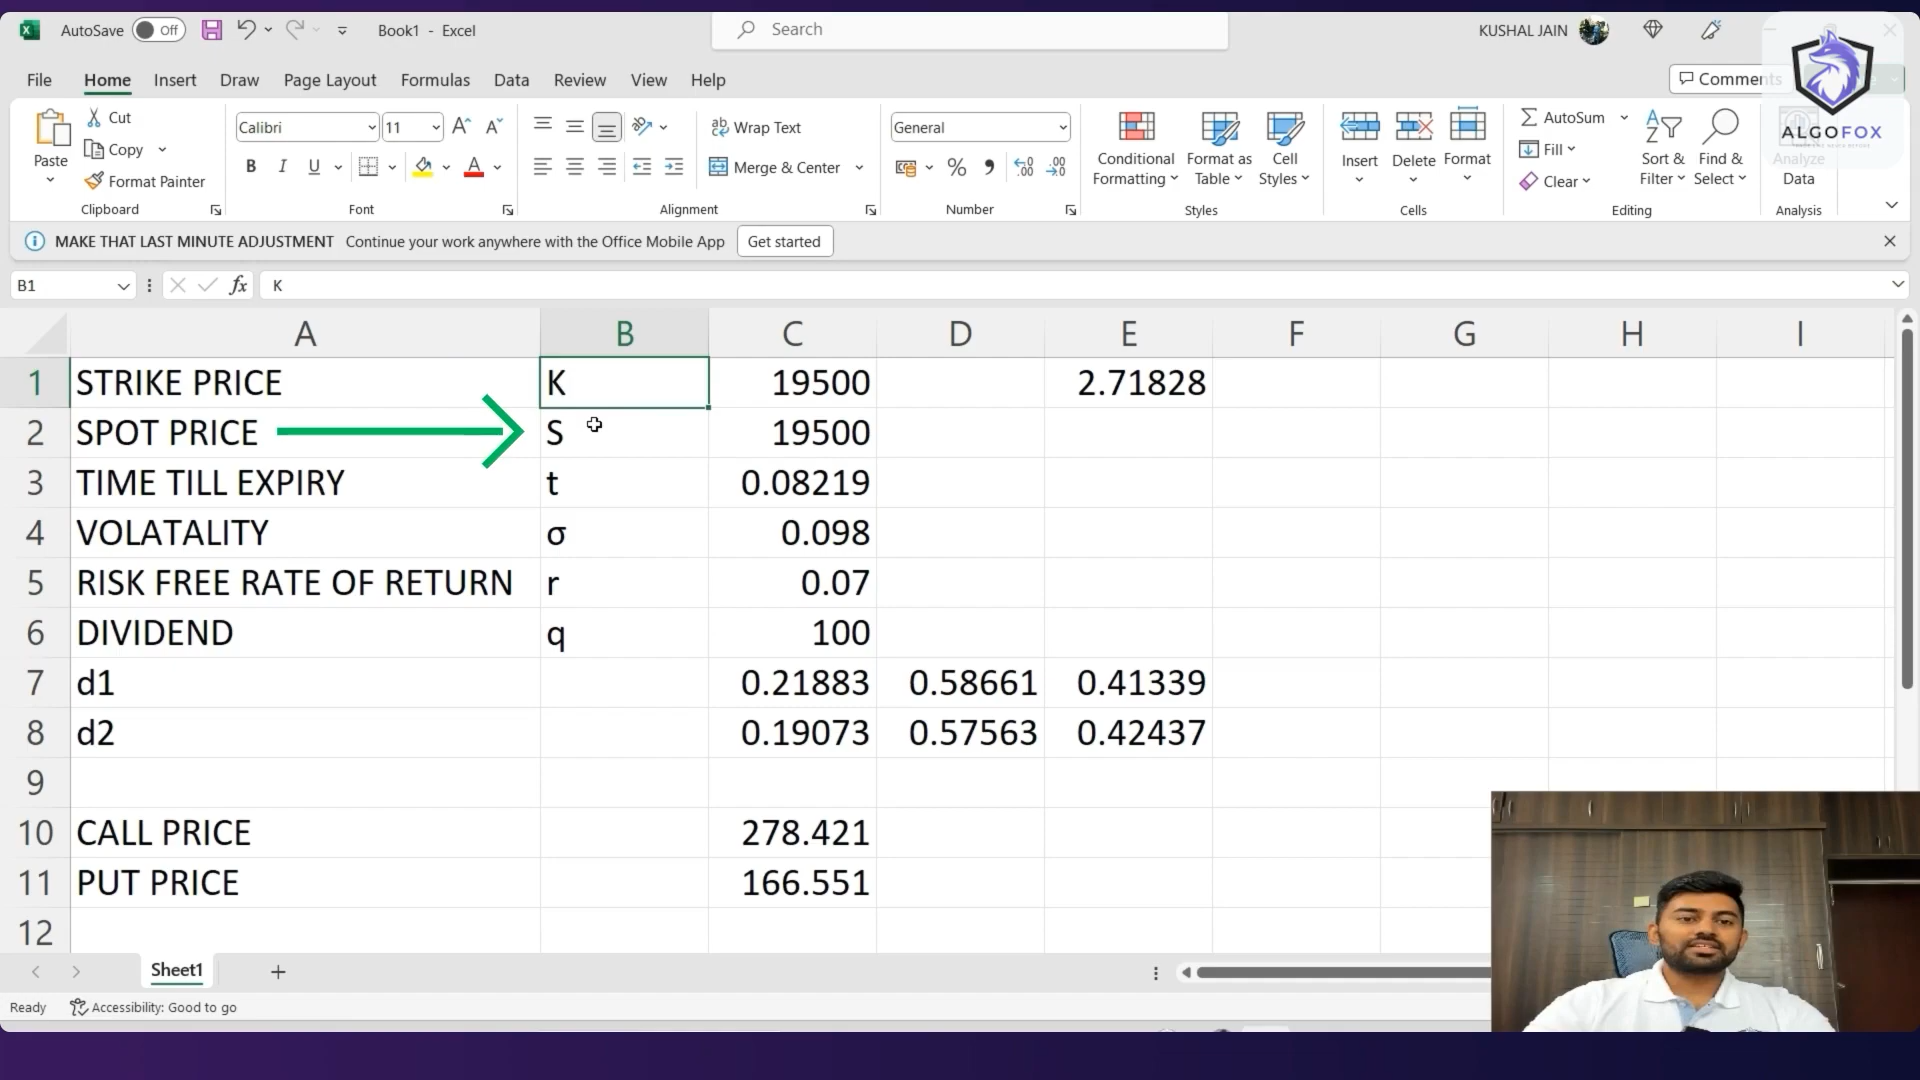 AutoSave Off Book1 - Excel Search KUSHAL JAIN
File Home Insert Draw Page Layout Formulas Data Review View Help Comments
Paste Cut Copy Format Painter Clipboard
Calibri 11 B I U A Font
Wrap Text Merge & Center Alignment
General % Number
Conditional Formatting Format as Table Cell Styles Styles
Insert Delete Format Cells
AutoSum Fill Clear Sort & Filter Find & Select Editing
Analyze Data Analysis
ALGOFOX
MAKE THAT LAST MINUTE ADJUSTMENT Continue your work anywhere with the Office Mobile App Get started
B1 fx K
A B C D E F G H I
1 STRIKE PRICE K 19500 2.71828
2 SPOT PRICE S 19500
3 TIME TILL EXPIRY t 0.08219
4 VOLATALITY σ 0.098
5 RISK FREE RATE OF RETURN r 0.07
6 DIVIDEND q 100
7 d1 0.21883 0.58661 0.41339
8 d2 0.19073 0.57563 0.42437
9
10 CALL PRICE 278.421
11 PUT PRICE 166.551
12
Sheet1
Ready Accessibility: Good to go